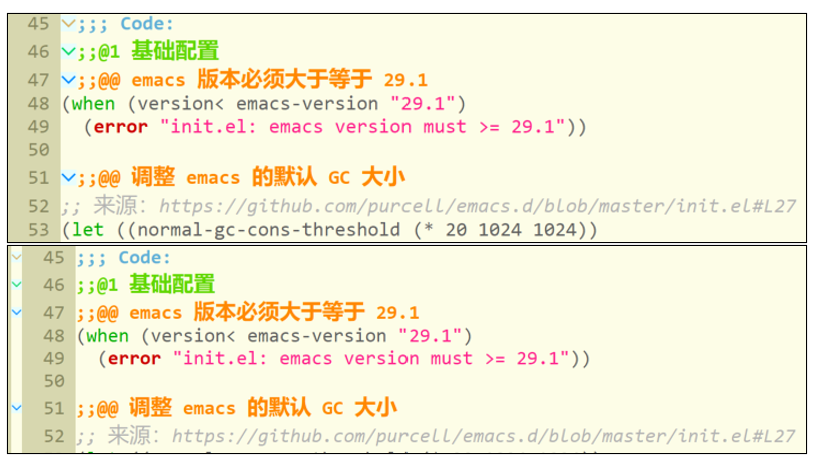 45 ;;; Code:
46 ;;@1 基础配置
47 ;;@@ emacs 版本必须大于等于 29.1
48 (when (version< emacs-version "29.1")
49 (error "init.el: emacs version must >= 29.1"))
50
51 ;;@@ 调整 emacs 的默认 GC 大小
52 ;; 来源: https://github.com/purcell/emacs.d/blob/master/init.el#L27
53 (let ((normal-gc-cons-threshold (* 20 1024 1024))
45 ;;; Code:
46 ;;@1 基础配置
47 ;;@@ emacs 版本必须大于等于 29.1
48 (when (version< emacs-version "29.1")
49 (error "init.el: emacs version must >= 29.1"))
50
51 ;;@@ 调整 emacs 的默认 GC 大小
52 ;; 来源: https://github.com/purcell/emacs.d/blob/master/init.el#L27